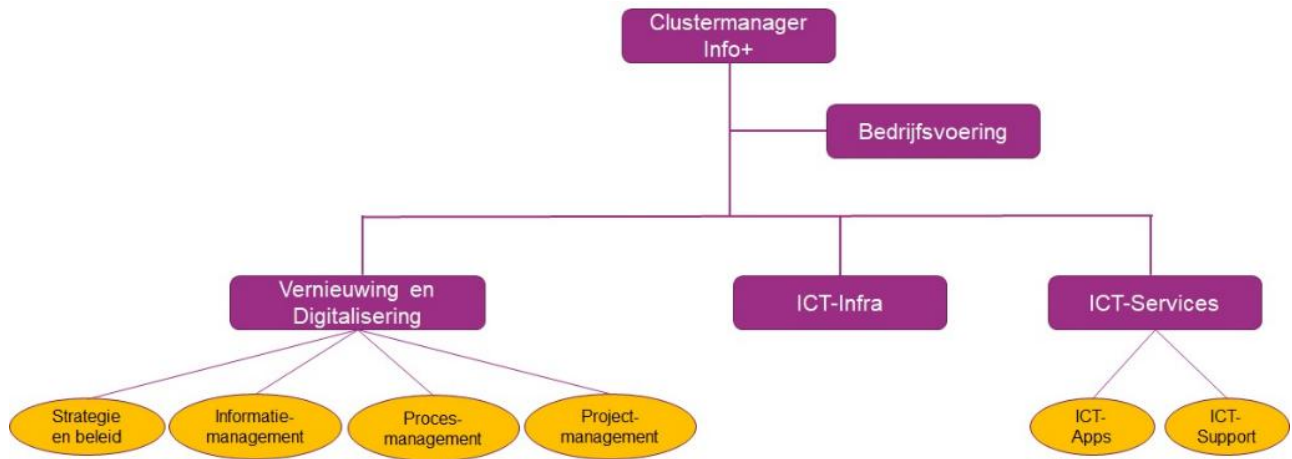 Clustermanager
Info+
Bedrijfsvoering
Vernieuwing en
Digitalisering
ICT-Infra
ICT-Services
Strategie
en beleid
Informatie-
management
Proces-
management
Project-
management
ICT-
Apps
ICT-
Support